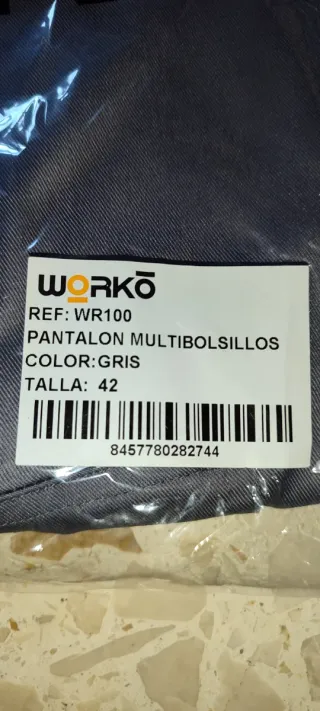 WORKŌ
REF: WR100
PANTALON MULTIBOLSILLOS
COLOR:GRIS
TALLA: 42
8457780282744